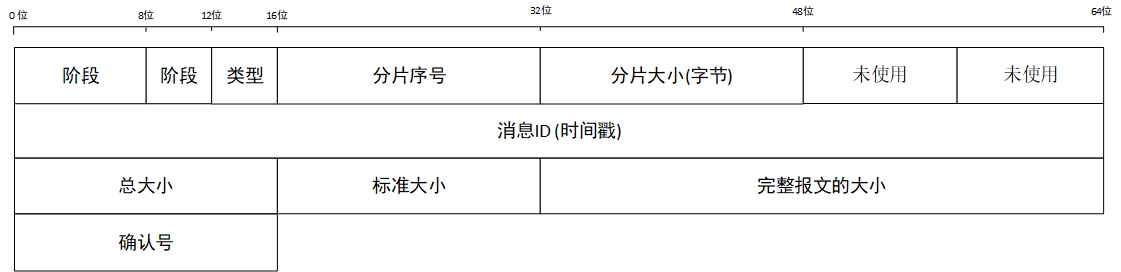 0 位 8位 12位 16位 32位 48位 64位
阶段 阶段 类型 分片序号 分片大小(字节) 未使用 未使用
消息ID (时间戳)
总大小 标准大小 完整报文的大小
确认号